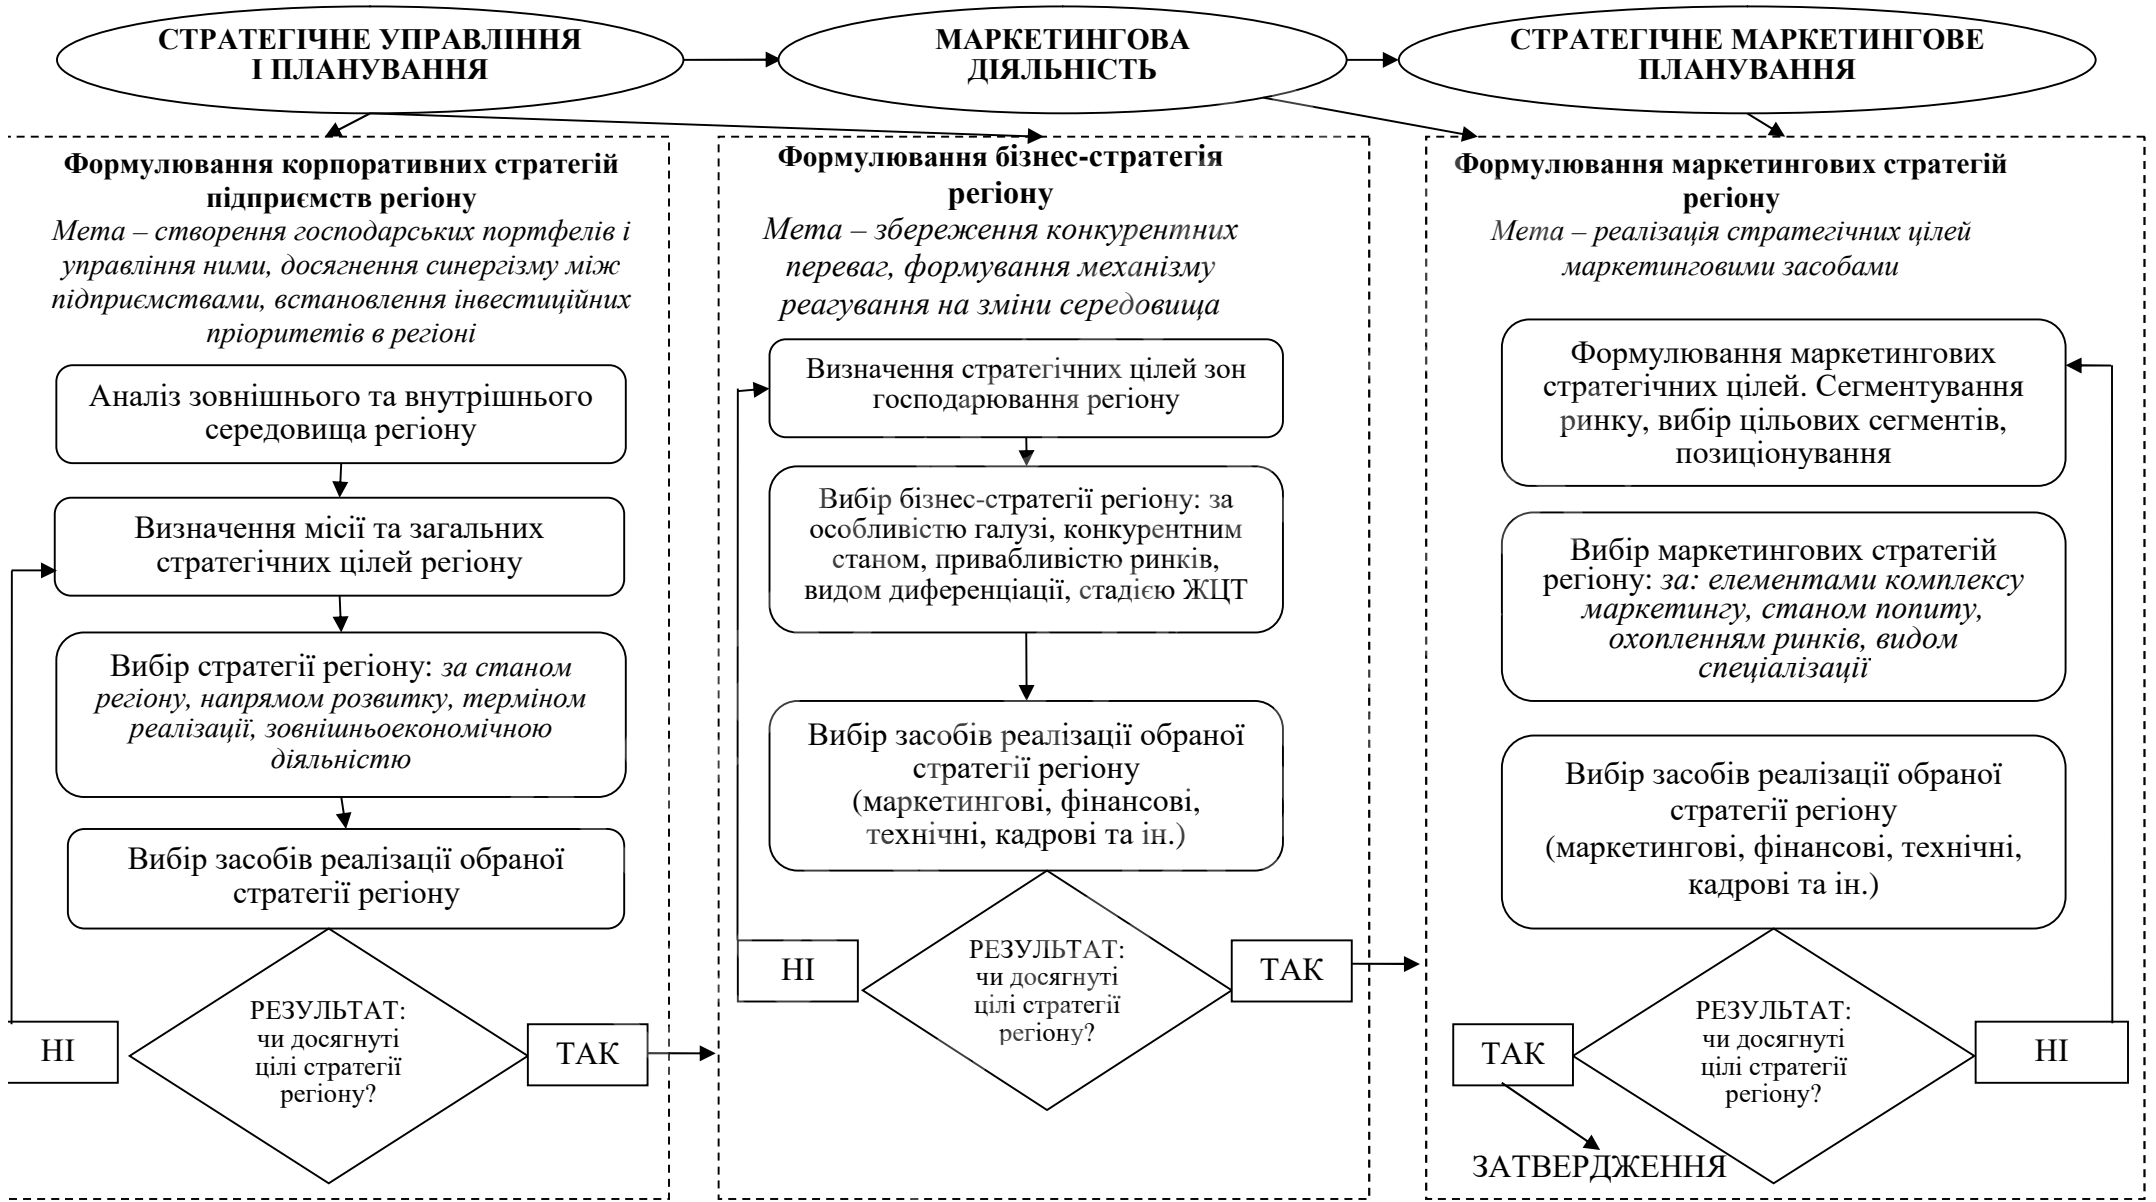 СТРАТЕГІЧНЕ УПРАВЛІННЯ
І ПЛАНУВАННЯ
МАРКЕТИНГОВА
ДІЯЛЬНІСТЬ
СТРАТЕГІЧНЕ МАРКЕТИНГОВЕ
ПЛАНУВАННЯ
Формулювання корпоративних стратегій
підприємств регіону
Мета – створення господарських портфелів і
управління ними, досягнення синергізму між
підприємствами, встановлення інвестиційних
пріоритетів в регіоні
Аналіз зовнішнього та внутрішнього
середовища регіону
Визначення місії та загальних
стратегічних цілей регіону
Вибір стратегії регіону: за станом
регіону, напрямом розвитку, терміном
реалізації, зовнішньоекономічною
діяльністю
Вибір засобів реалізації обраної
стратегії регіону
РЕЗУЛЬТАТ:
чи досягнуті
цілі стратегії
регіону?
НІ
ТАК
Формулювання бізнес-стратегія
регіону
Мета – збереження конкурентних
переваг, формування механізму
реагування на зміни середовища
Визначення стратегічних цілей зон
господарювання регіону
Вибір бізнес-стратегії регіону: за
особливістю галузі, конкурентним
станом, привабливістю ринків,
видом диференціації, стадією ЖЦТ
Вибір засобів реалізації обраної
стратегії регіону
(маркетингові, фінансові,
технічні, кадрові та ін.)
РЕЗУЛЬТАТ:
чи досягнуті
цілі стратегії
регіону?
НІ
ТАК
Формулювання маркетингових стратегій
регіону
Мета – реалізація стратегічних цілей
маркетинговими засобами
Формулювання маркетингових
стратегічних цілей. Сегментування
ринку, вибір цільових сегментів,
позиціонування
Вибір маркетингових стратегій
регіону: за: елементами комплексу
маркетингу, станом попиту,
охопленням ринків, видом
спеціалізації
Вибір засобів реалізації обраної
стратегії регіону
(маркетингові, фінансові, технічні,
кадрові та ін.)
РЕЗУЛЬТАТ:
чи досягнуті
цілі стратегії
регіону?
ТАК
НІ
ЗАТВЕРДЖЕННЯ